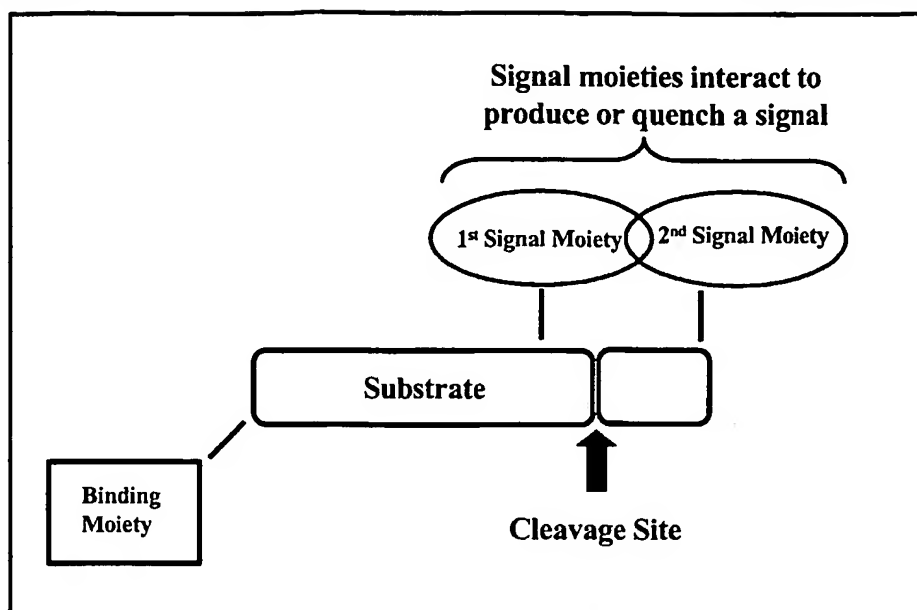 Signal moieties interact to
produce or quench a signal
1st Signal Moiety
2nd Signal Moiety
Substrate
Binding
Moiety
Cleavage Site